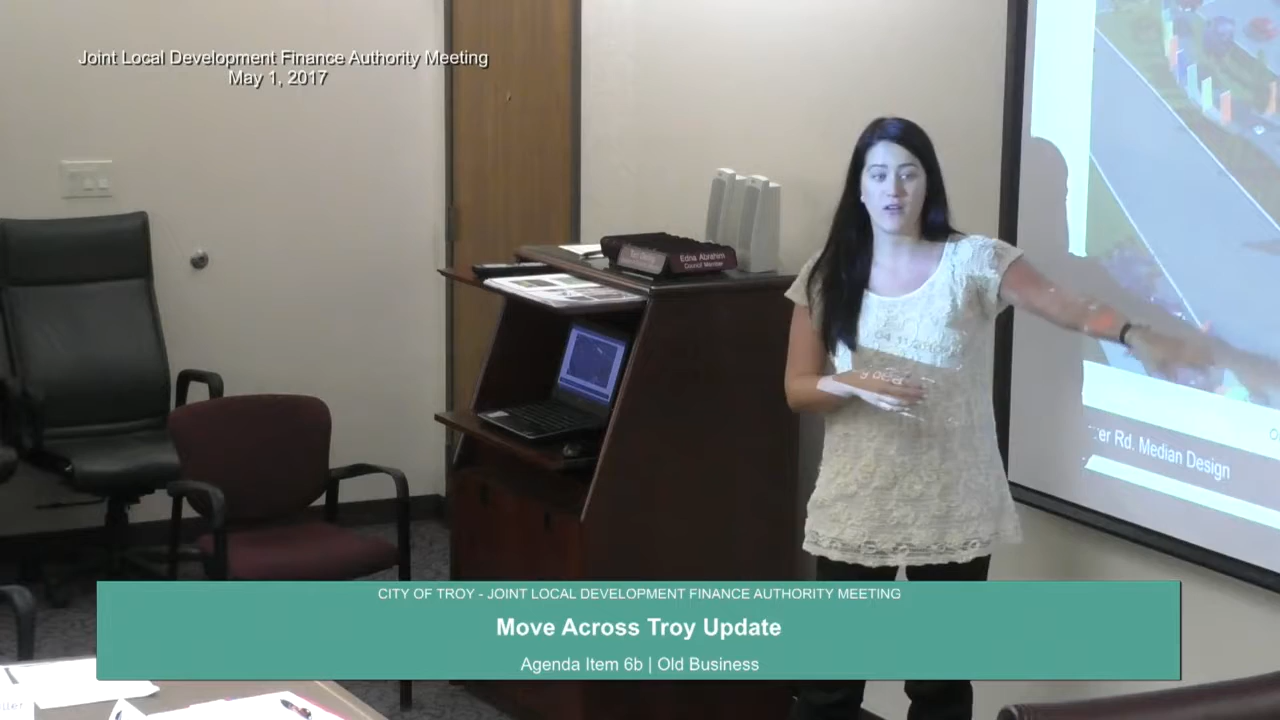 Joint Local Development Finance Authority Meeting
May 1, 2017
Edna Abrahim
Council Member
er Rd. Median Design
CITY OF TROY - JOINT LOCAL DEVELOPMENT FINANCE AUTHORITY MEETING
Move Across Troy Update
Agenda Item 6b | Old Business